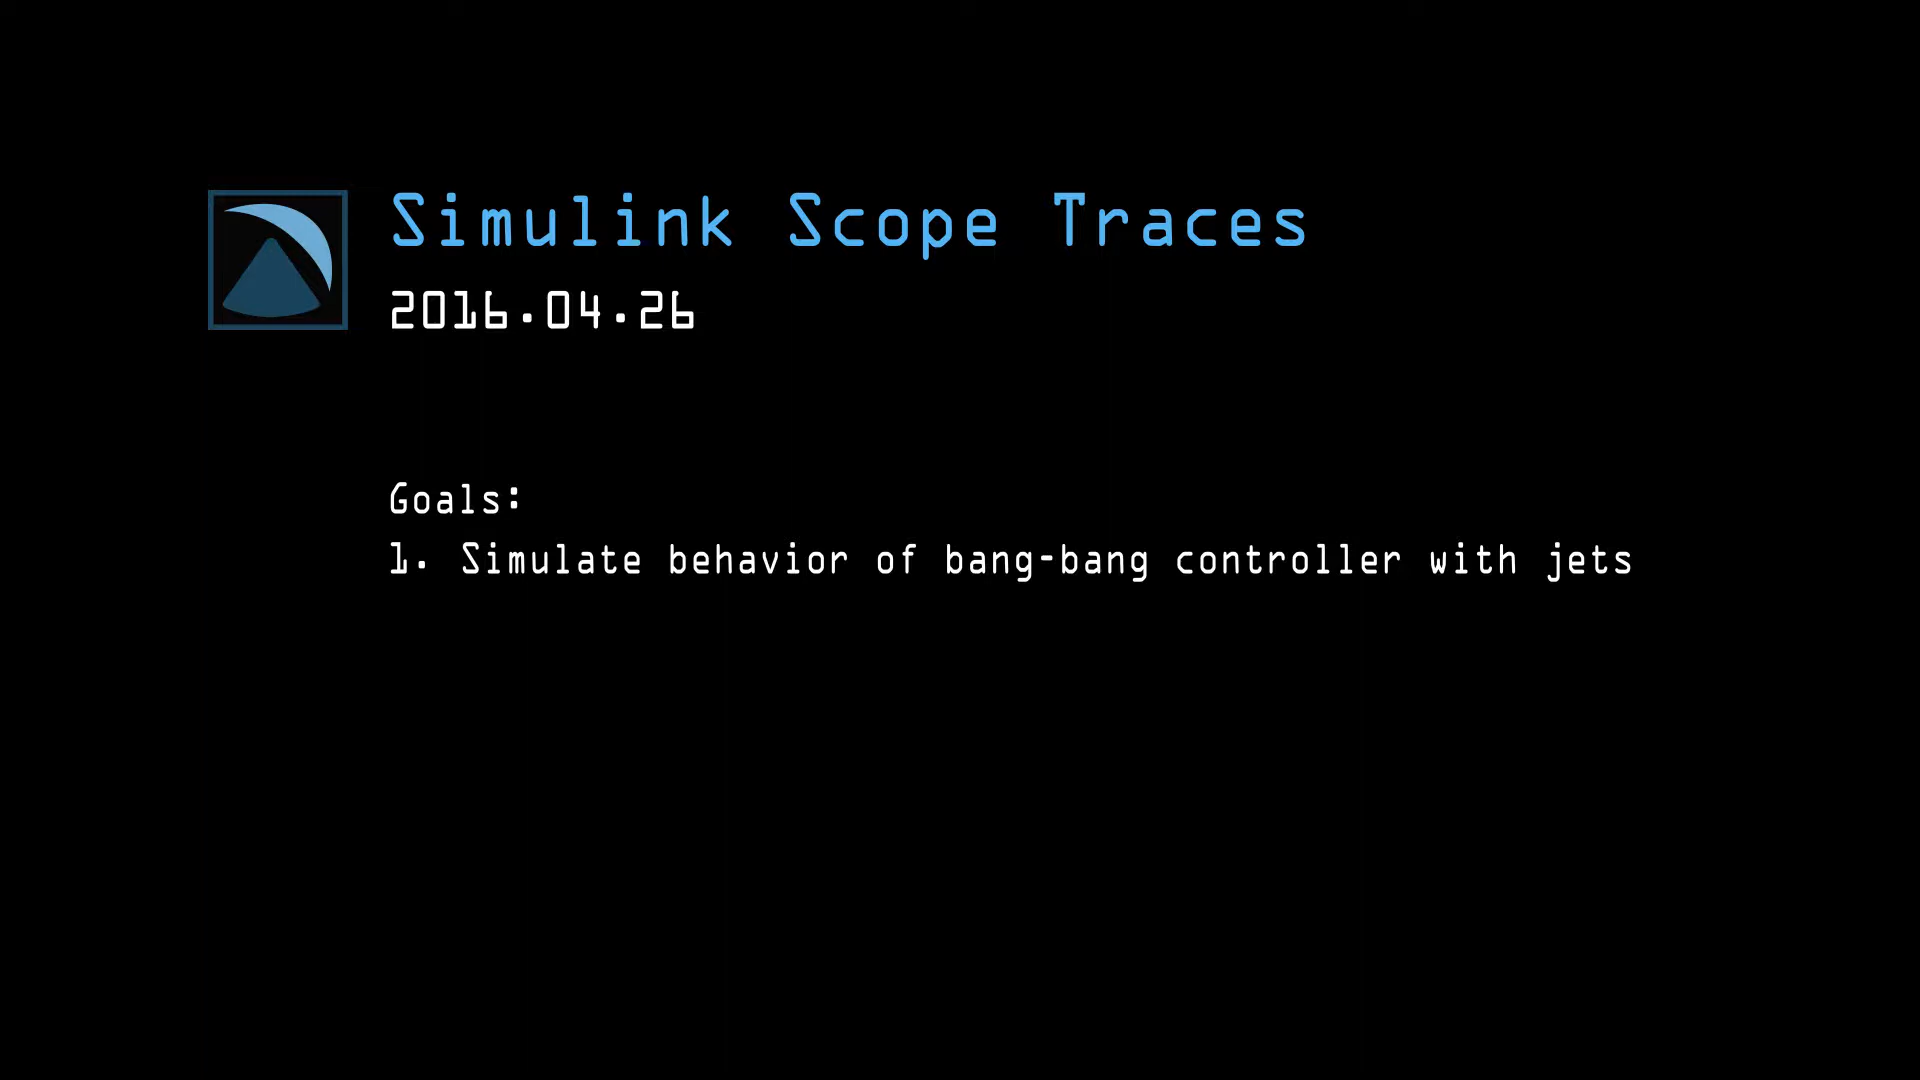 Simulink Scope Traces
2016.04.26
Goals:
1. Simulate behavior of bang-bang controller with jets